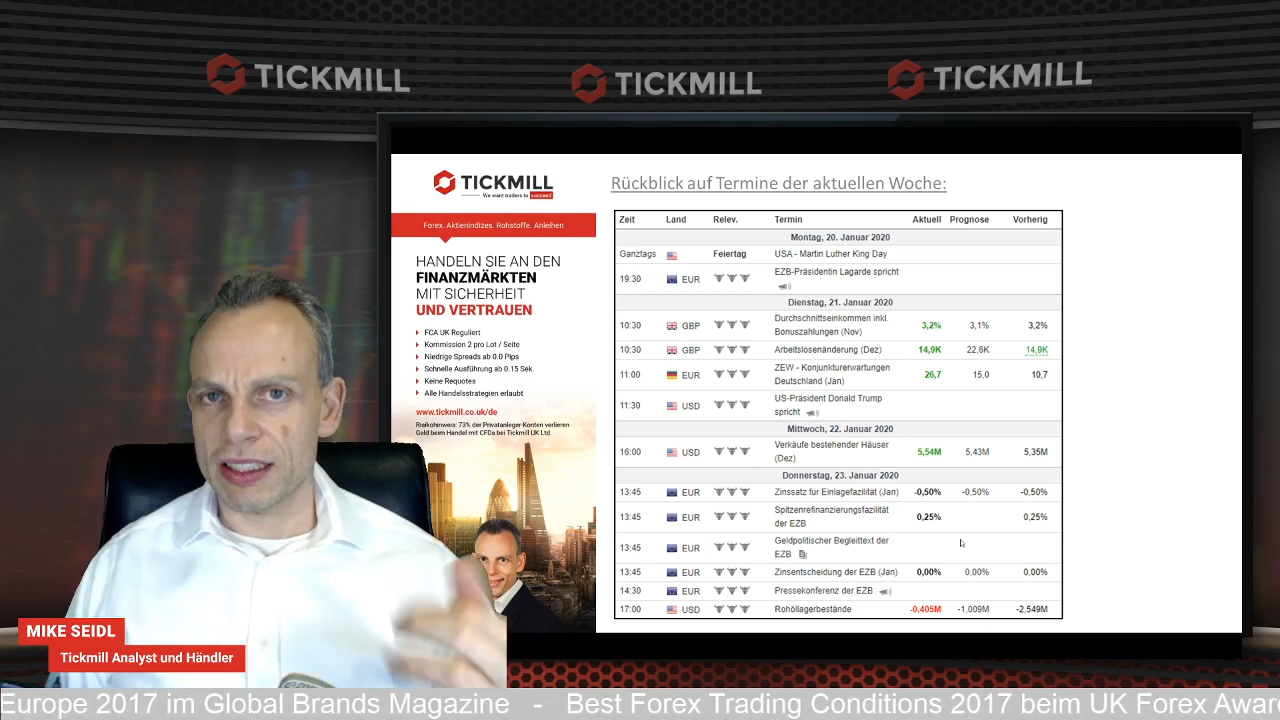 TICKMILL
TICKMILL
TICKMILL
TICKMILL
We want traders to succeed
Forex. Aktienindizes. Rohstoffe. Anleihen
HANDELN SIE AN DEN
FINANZMÄRKTEN
MIT SICHERHEIT
UND VERTRAUEN
FCA UK Reguliert
Kommission 2 pro Lot / Seite
Niedrige Spreads ab 0.0 Pips
Schnelle Ausführung ab 0.15 Sek.
Keine Requotes
Alle Handelsstrategien erlaubt
www.tickmill.co.uk/de
Risikohinweis: 73% der Privatanleger-Konten verlieren
Geld beim Handel mit CFDs bei Tickmill UK Ltd.
Rückblick auf Termine der aktuellen Woche:
Zeit Land Relev. Termin Aktuell Prognose Vorherig
Montag, 20. Januar 2020
Ganztags Feiertag USA - Martin Luther King Day
19:30 EUR EZB-Präsidentin Lagarde spricht
Dienstag, 21. Januar 2020
10:30 GBP Durchschnittseinkommen inkl. 3,2% 3,1% 3,2%
Bonuszahlungen (Nov)
10:30 GBP Arbeitslosenänderung (Dez) 14,9K 22,6K 14,9K
11:00 EUR ZEW - Konjunkturerwartungen 26,7 15,0 10,7
Deutschland (Jan)
11:30 USD US-Präsident Donald Trump
spricht
Mittwoch, 22. Januar 2020
16:00 USD Verkäufe bestehender Häuser 5,54M 5,43M 5,35M
(Dez)
Donnerstag, 23. Januar 2020
13:45 EUR Zinssatz für Einlagefazilität (Jan) -0,50% -0,50% -0,50%
13:45 EUR Spitzenrefinanzierungsfazilität 0,25% 0,25%
der EZB
13:45 EUR Geldpolitischer Begleittext der
EZB
13:45 EUR Zinsentscheidung der EZB (Jan) 0,00% 0,00% 0,00%
14:30 EUR Pressekonferenz der EZB
17:00 USD Rohöllagerbestände -0,405M -1,009M -2,549M
MIKE SEIDL
Tickmill Analyst und Händler
Europe 2017 im Global Brands Magazine - Best Forex Trading Conditions 2017 beim UK Forex Awar